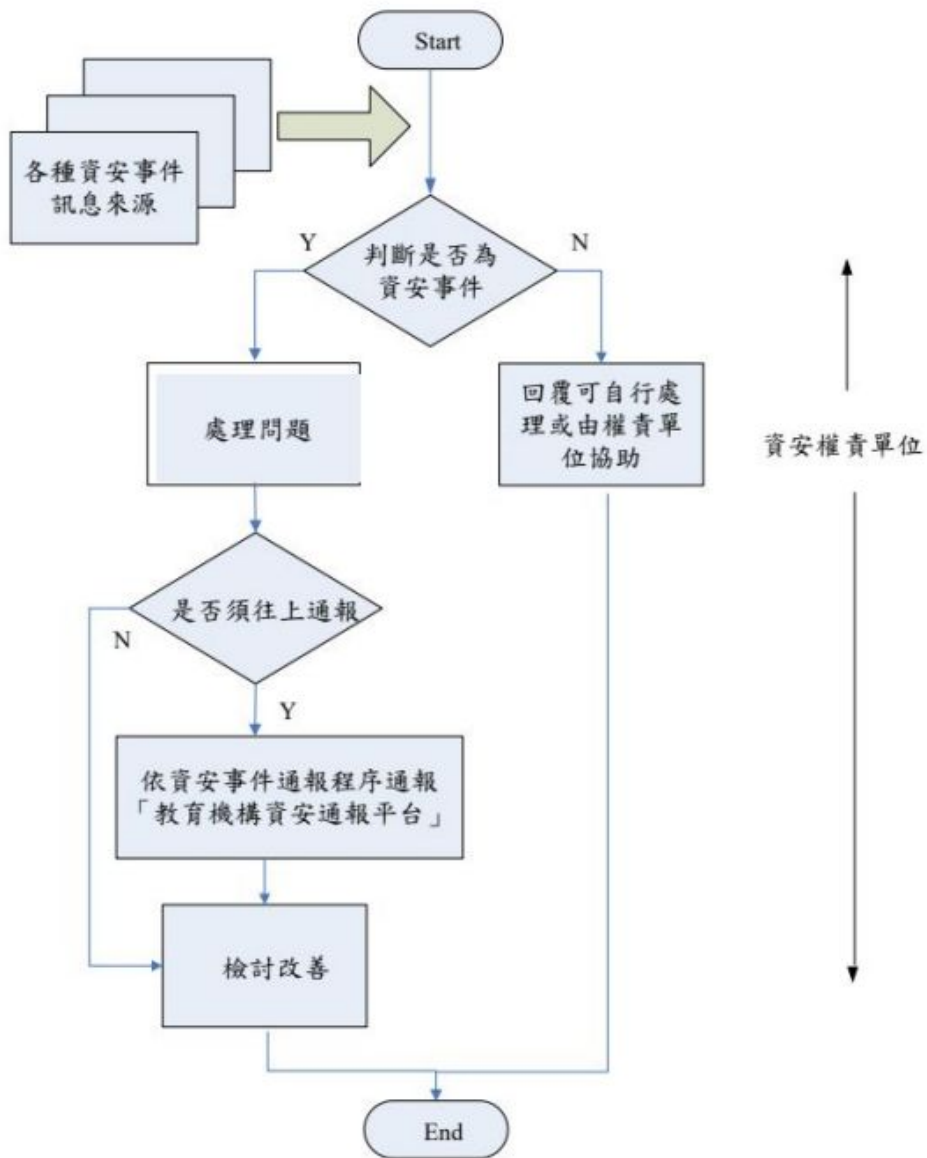 Start
各種資安事件
訊息來源
Y
N
判斷是否為
資安事件
處理問題
回覆可自行處
理或由權責單
位協助
資安權責單位
是否須往上通報
N
Y
依資安事件通報程序通報
「教育機構資安通報平台」
檢討改善
End